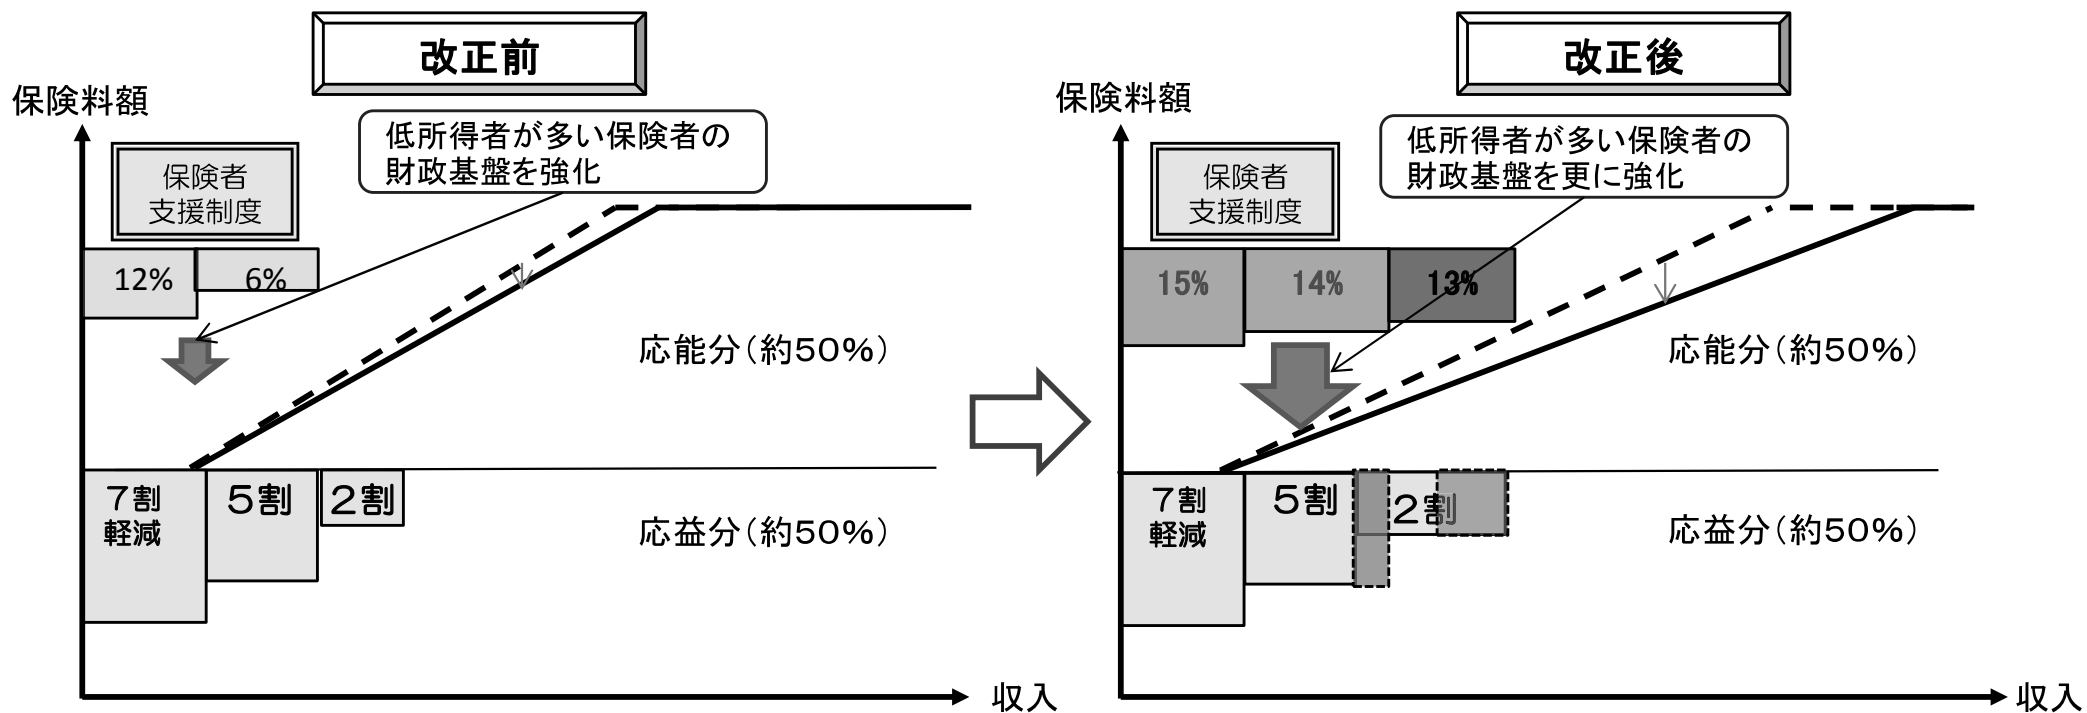 改正前
保険料額
低所得者が多い保険者の
財政基盤を強化
保険者
支援制度
12%
6%
応能分（約５０％）
７割
軽減
５割
２割
応益分（約５０％）
収入
改正後
保険料額
低所得者が多い保険者の
財政基盤を更に強化
保険者
支援制度
15%
14%
13%
応能分（約５０％）
７割
軽減
５割
２割
応益分（約５０％）
収入